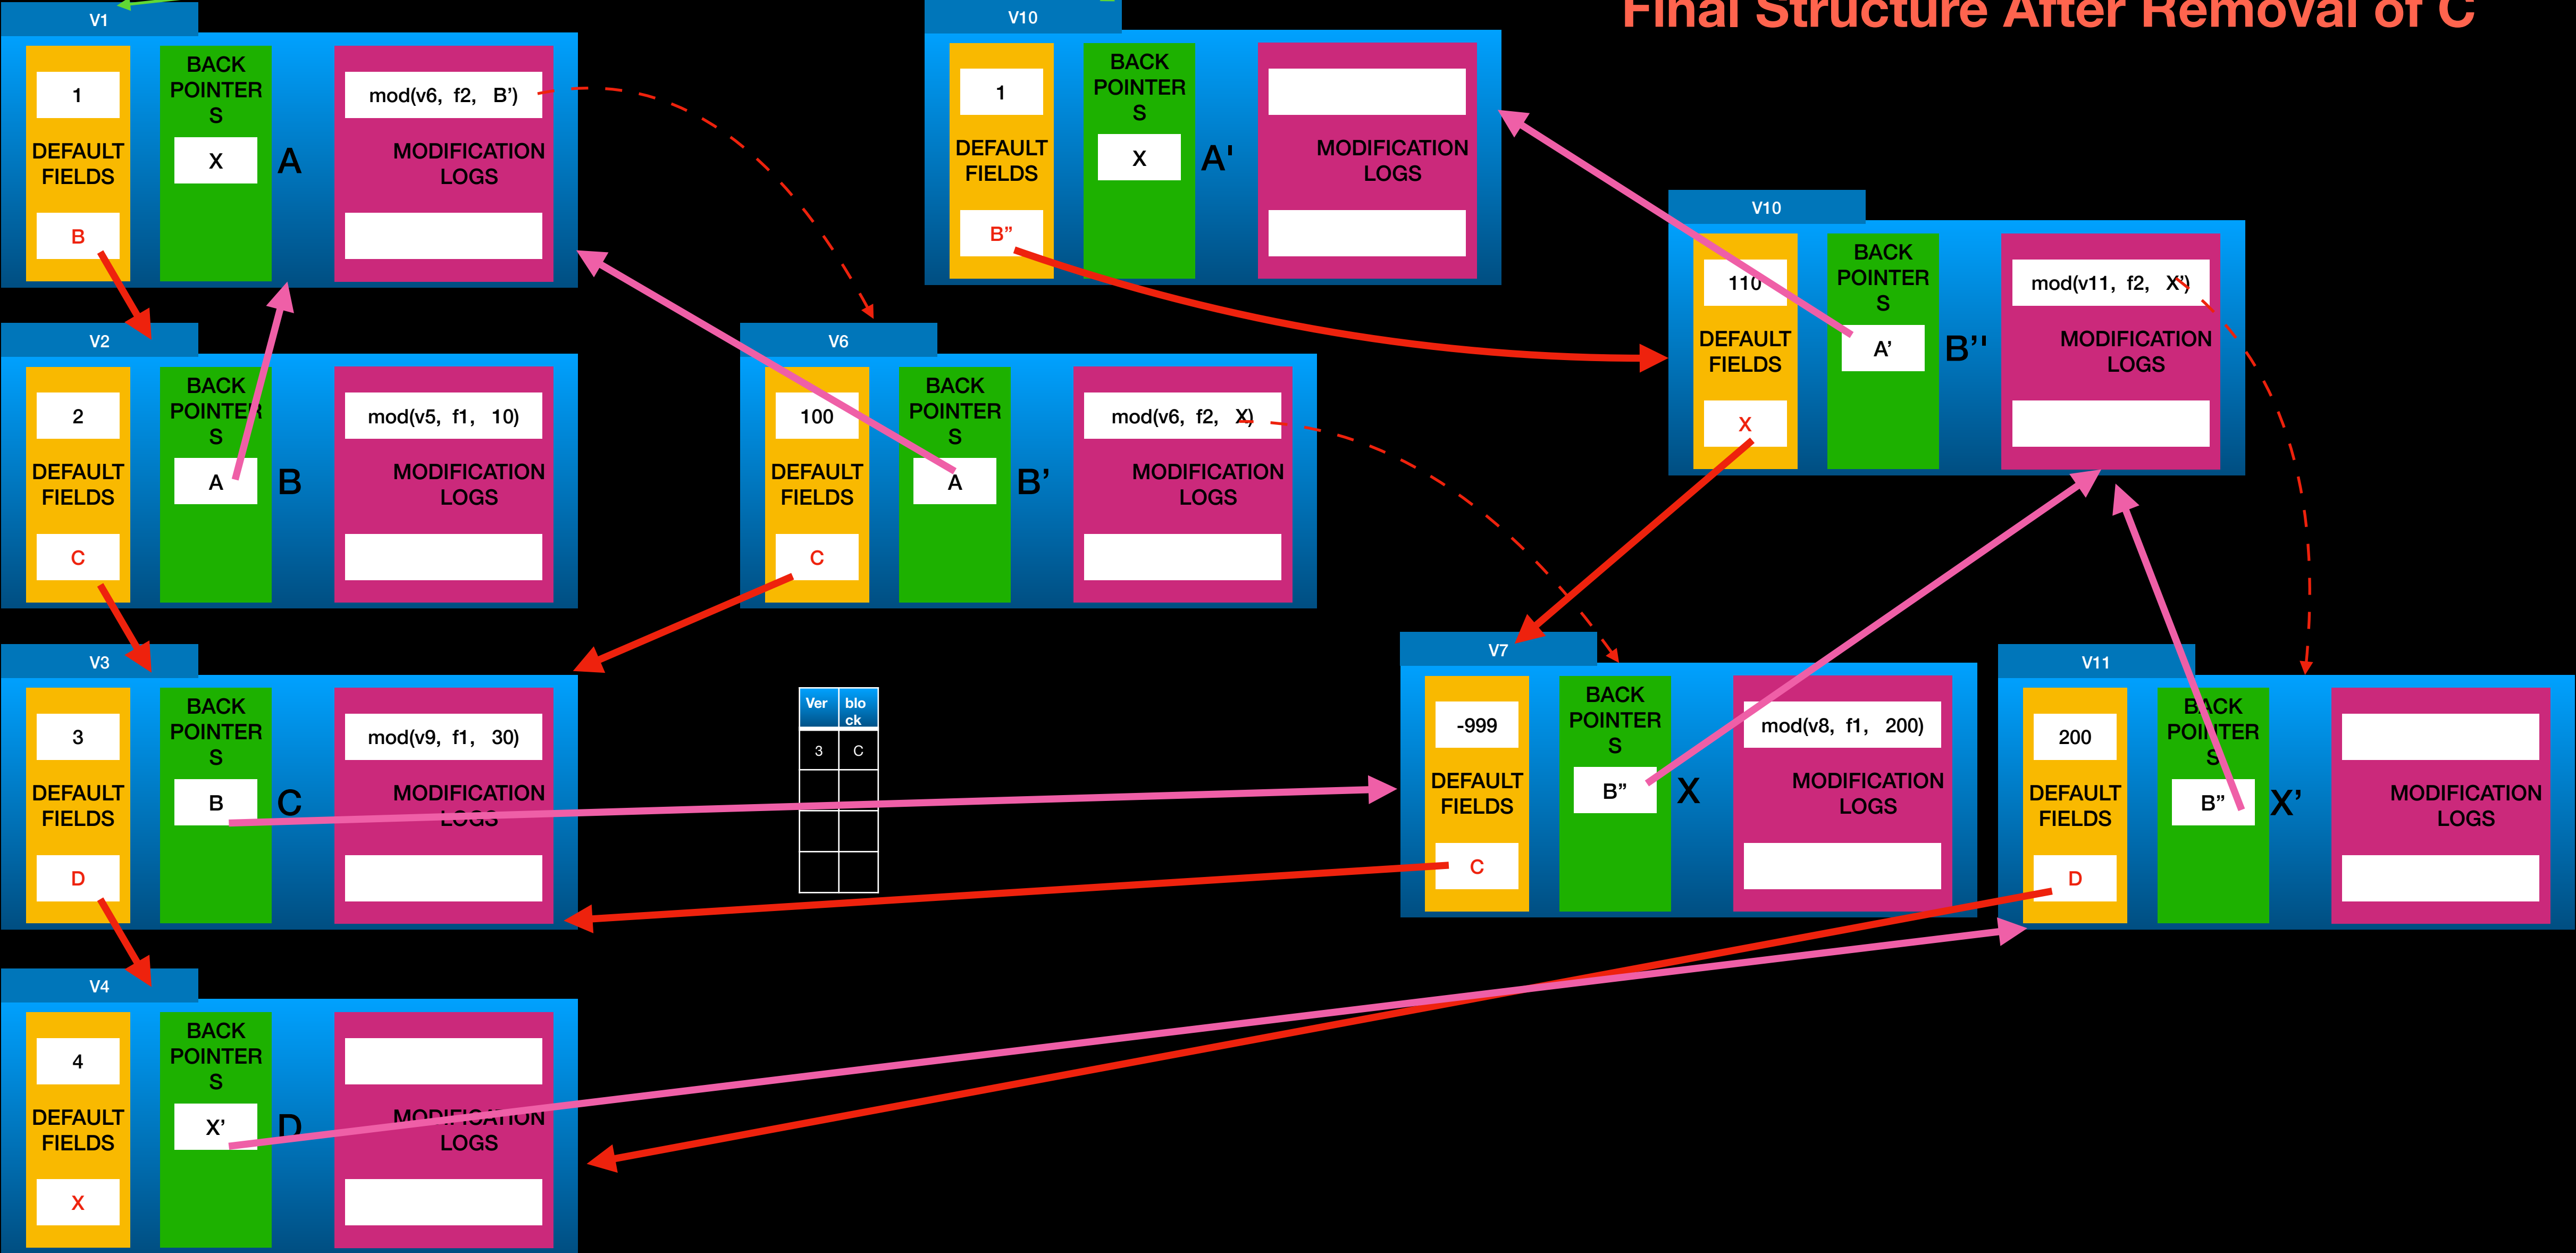 Final Structure After Removal of C
V1
1
DEFAULT
FIELDS
B
BACK
POINTER
S
X
A
mod(v6, f2, B’)
MODIFICATION
LOGS
V10
1
DEFAULT
FIELDS
B”
BACK
POINTER
S
X
A'
MODIFICATION
LOGS
V10
110
DEFAULT
FIELDS
X
BACK
POINTER
S
A’
B''
mod(v11, f2, X’)
MODIFICATION
LOGS
V2
2
DEFAULT
FIELDS
C
BACK
POINTER
S
A
B
mod(v5, f1, 10)
MODIFICATION
LOGS
V6
100
DEFAULT
FIELDS
C
BACK
POINTER
S
A
B’
mod(v6, f2, X)
MODIFICATION
LOGS
V3
3
DEFAULT
FIELDS
D
BACK
POINTER
S
B
C
mod(v9, f1, 30)
MODIFICATION
LOGS
Ver blo
ck
3 C
V7
-999
DEFAULT
FIELDS
C
BACK
POINTER
S
B”
X
mod(v8, f1, 200)
MODIFICATION
LOGS
V11
200
DEFAULT
FIELDS
D
BACK
POINTER
S
B”
X’
MODIFICATION
LOGS
V4
4
DEFAULT
FIELDS
X
BACK
POINTER
S
X’
D
MODIFICATION
LOGS